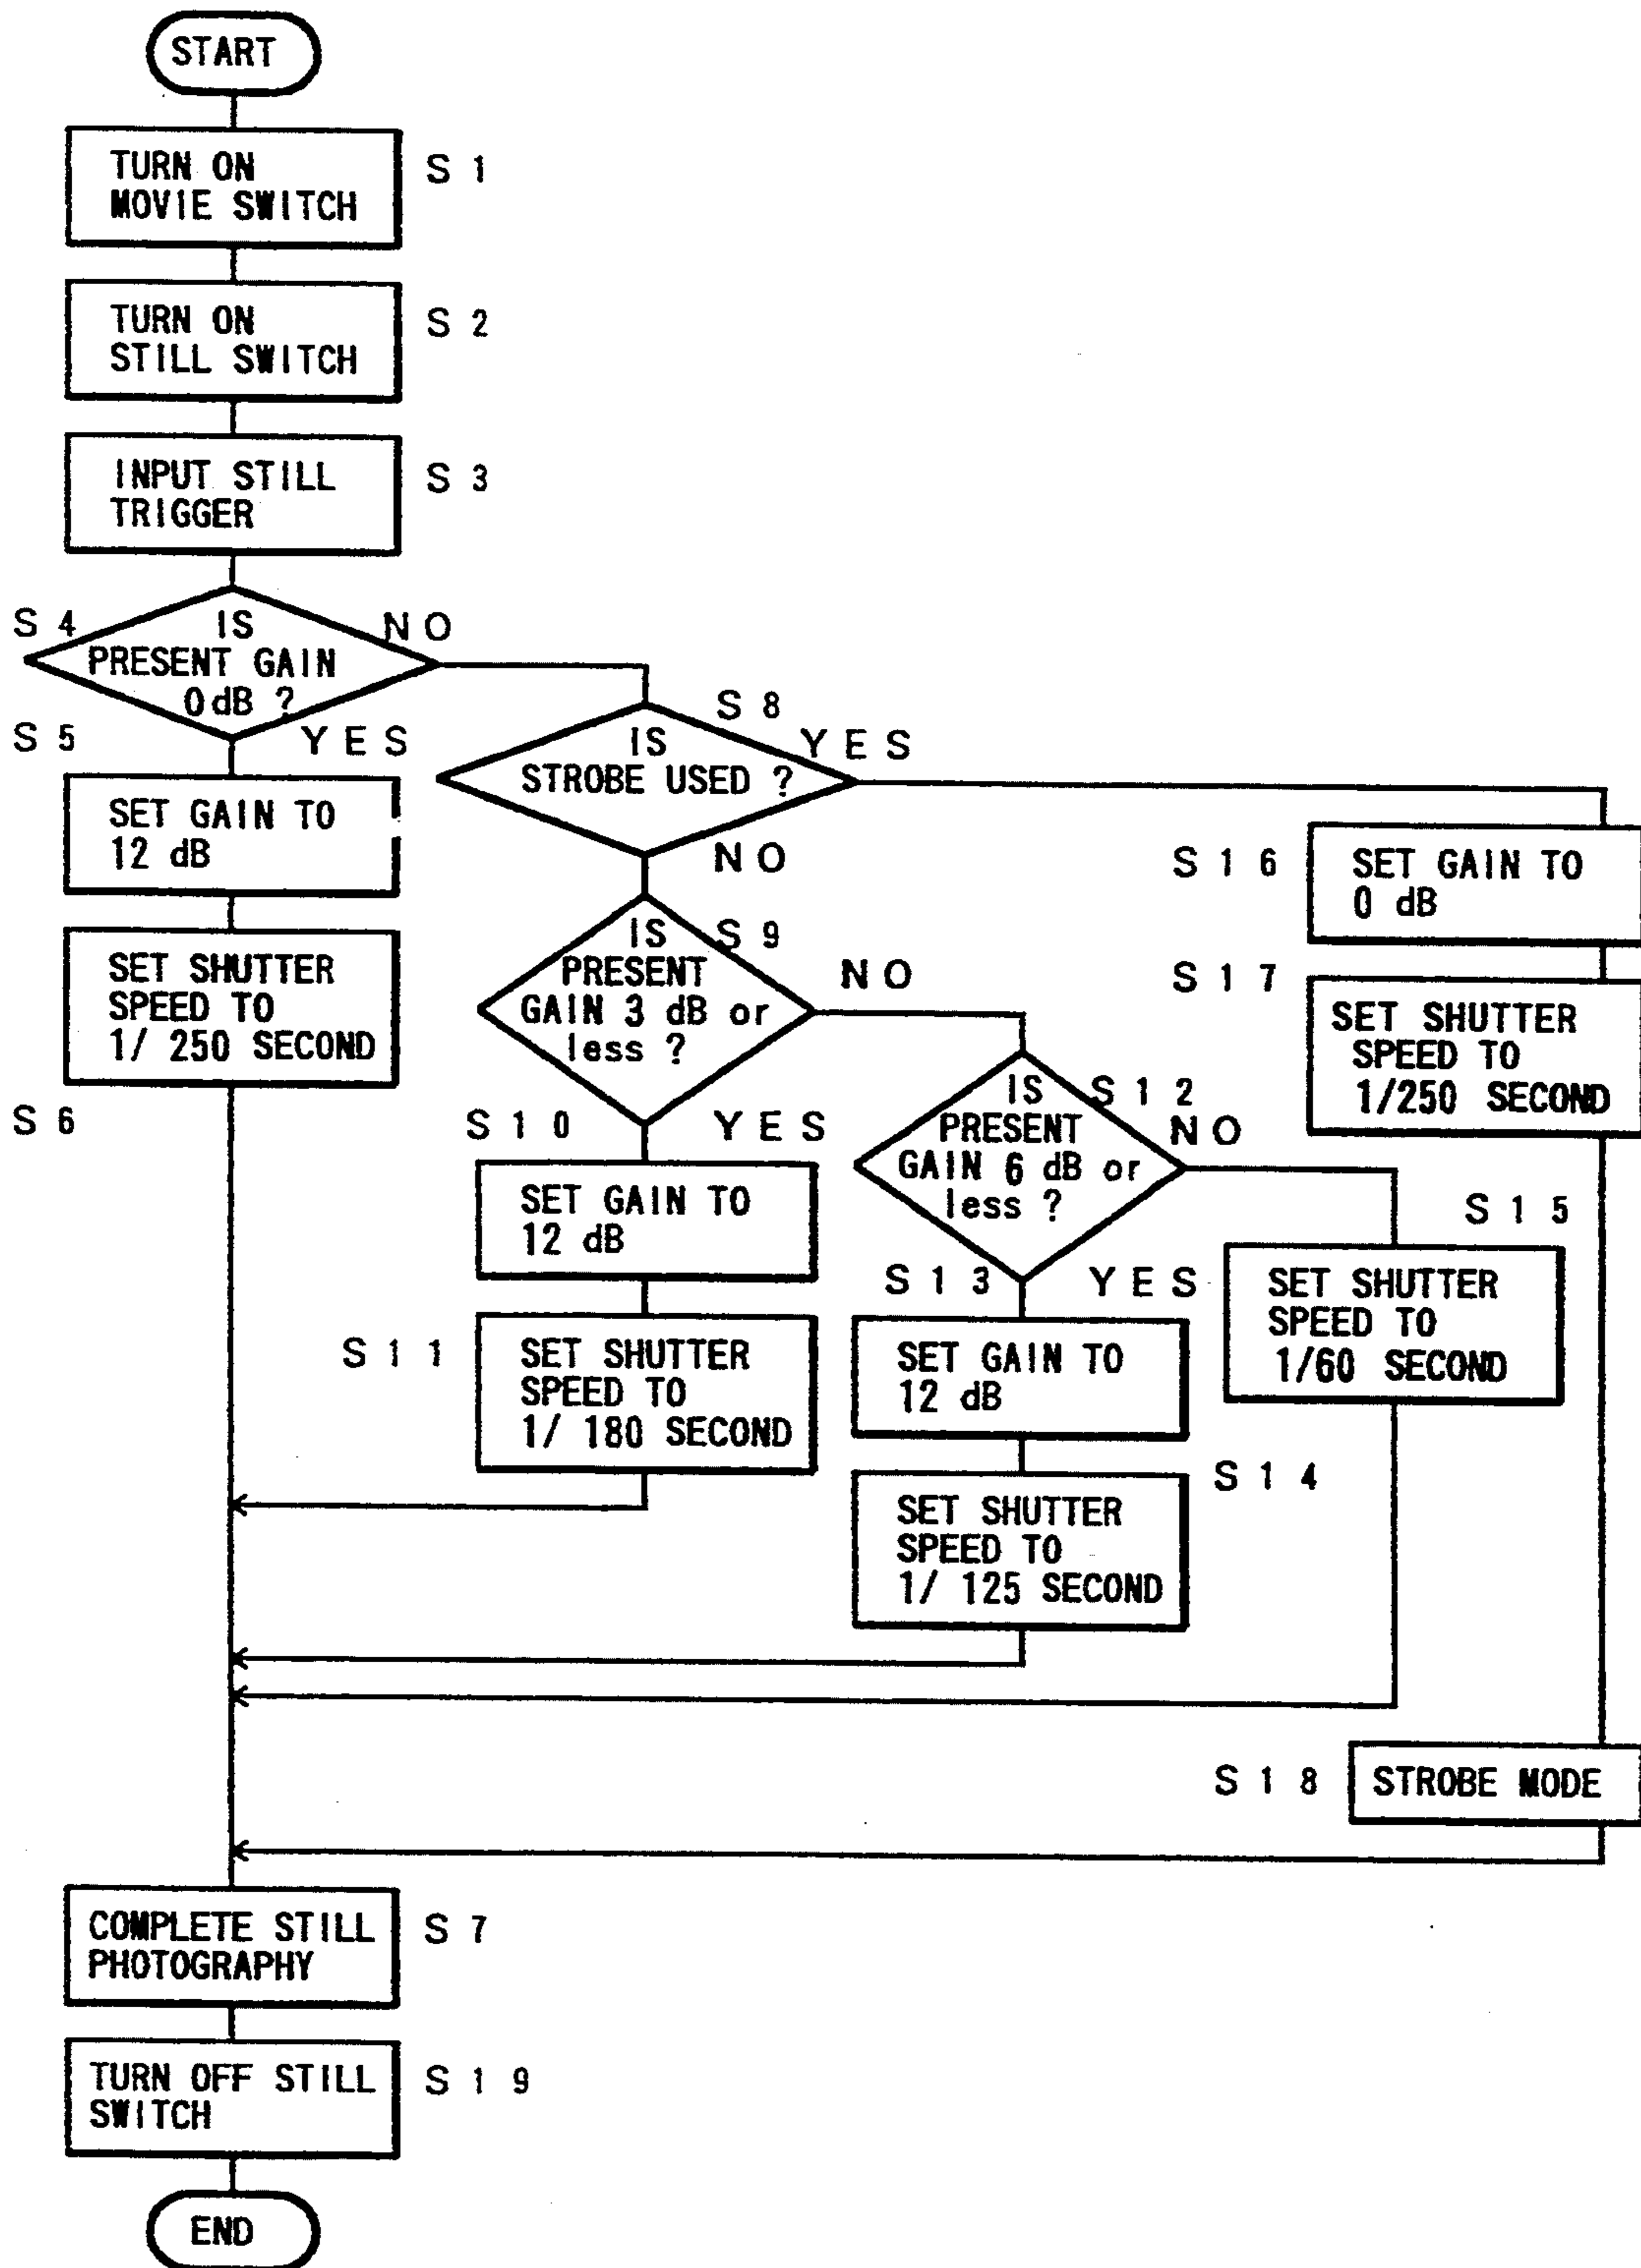 START
TURN ON
MOVIE SWITCH
S 1
TURN ON
STILL SWITCH
S 2
INPUT STILL
TRIGGER
S 3
S 4
IS
PRESENT GAIN
0dB ?
NO
S 5
YES
SET GAIN TO
12 dB
SET SHUTTER
SPEED TO
1/ 250 SECOND
S 6
S 8
IS
STROBE USED ?
YES
NO
S 9
IS
PRESENT
GAIN 3 dB or
less ?
NO
S 1 0
YES
SET GAIN TO
12 dB
S 1 1
SET SHUTTER
SPEED TO
1/ 180 SECOND
S 1 2
IS
PRESENT
GAIN 6 dB or
less ?
NO
S 1 3
YES
SET GAIN TO
12 dB
S 1 4
SET SHUTTER
SPEED TO
1/ 125 SECOND
S 1 5
SET SHUTTER
SPEED TO
1/60 SECOND
S 1 6
SET GAIN TO
0 dB
S 1 7
SET SHUTTER
SPEED TO
1/250 SECOND
S 1 8
STROBE MODE
COMPLETE STILL
PHOTOGRAPHY
S 7
TURN OFF STILL
SWITCH
S 1 9
END